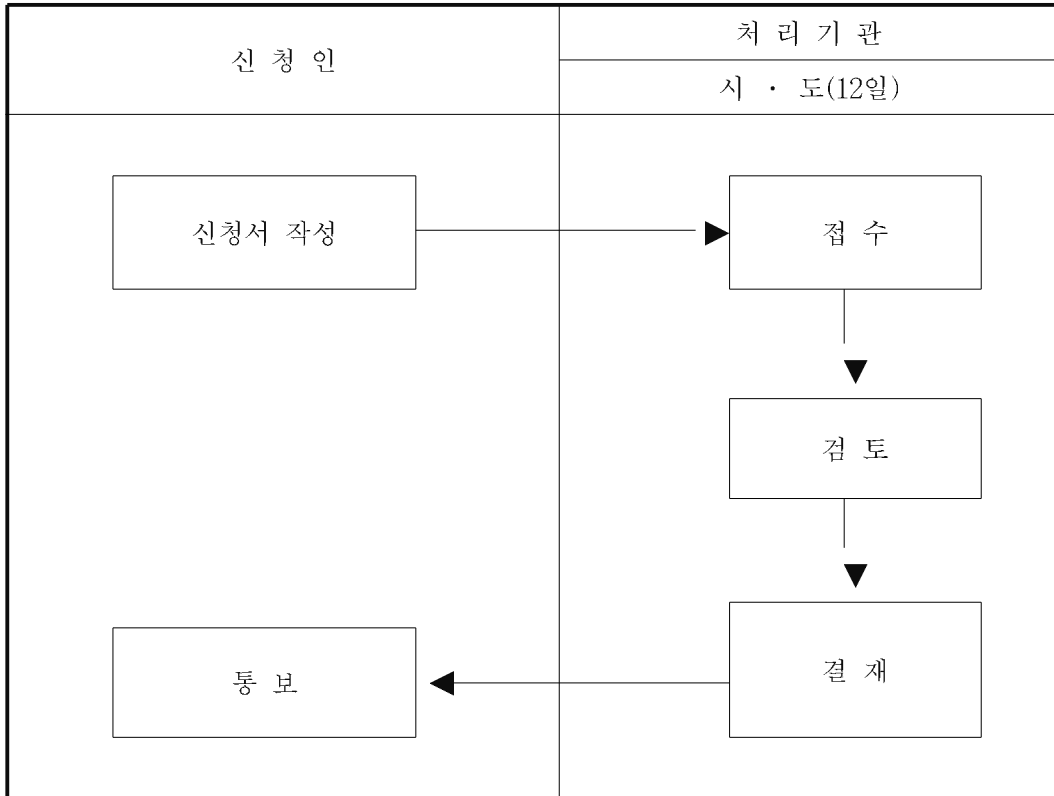 신 청 인
처 리 기 관
시 · 도(12일)
신청서 작성
접 수
검 토
결 재
통 보